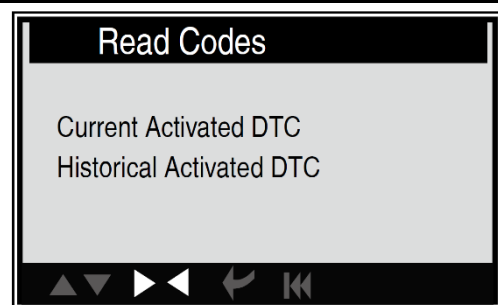 Read Codes
Current Activated DTC
Historical Activated DTC